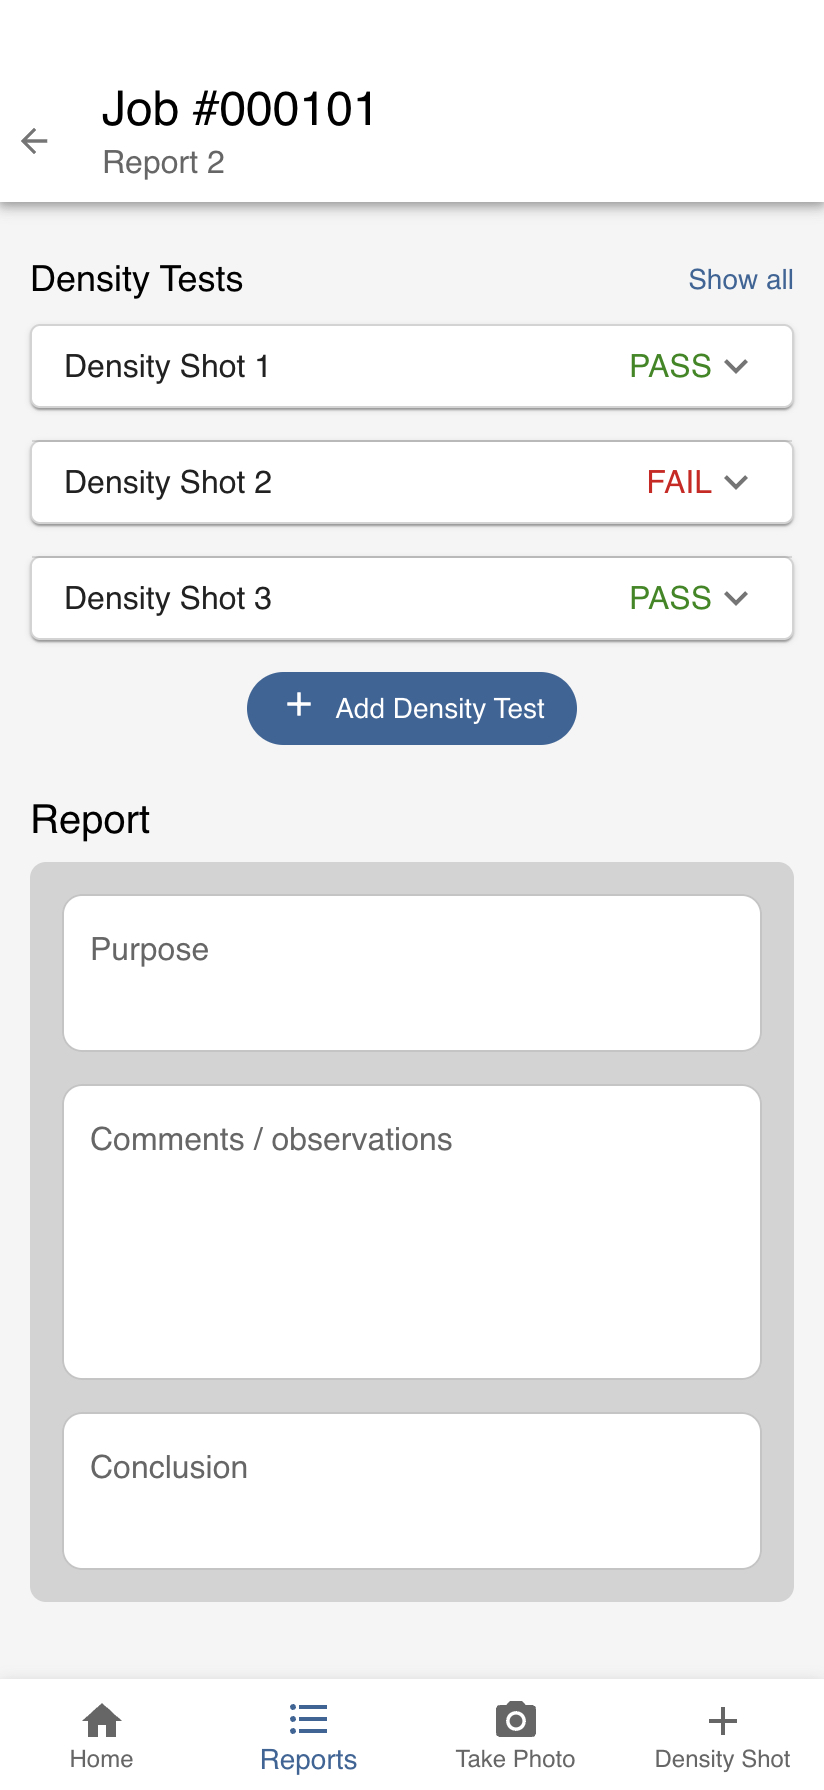 Job #000101
Report 2
Density Tests
Show all
Density Shot 1
PASS
Density Shot 2
FAIL
Density Shot 3
PASS
Add Density Test
Report
Purpose
Comments / observations
Conclusion
Home
Reports
Take Photo
Density Shot